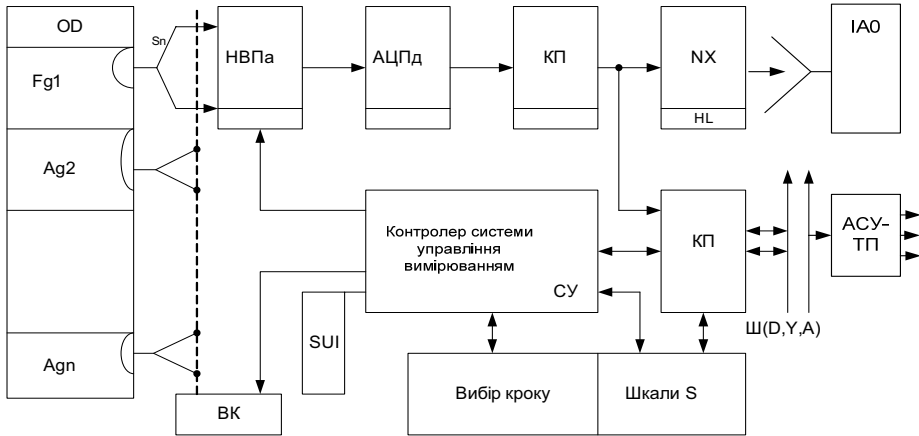 OD
Fg1
Ag2
Agn
Sn
НВПа
АЦПд
КП
NX
HL
IA0
Контролер системи
управління
вимірюванням
СУ
КП
АСУ-
ТП
Ш(D,Y,A)
SUI
ВК
Вибір кроку
Шкали S